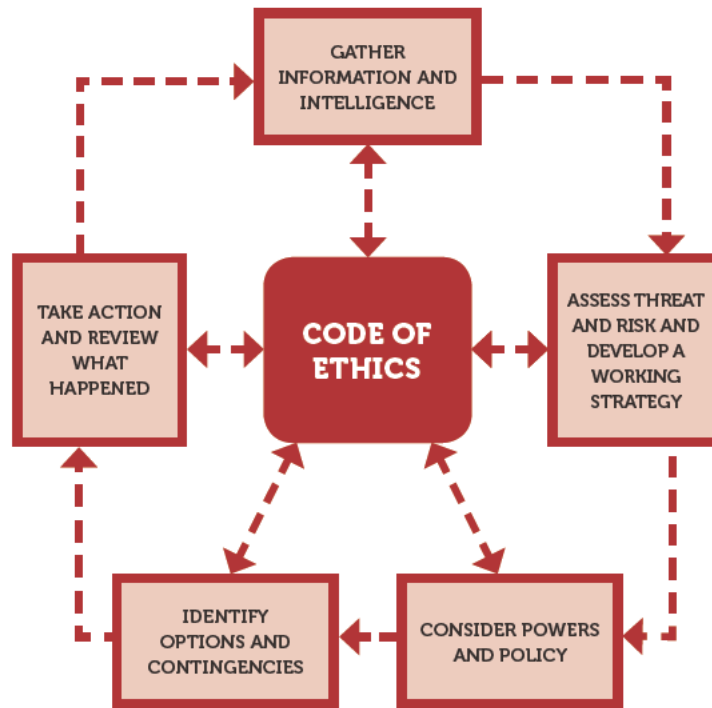 GATHER
INFORMATION AND
INTELLIGENCE
TAKE ACTION
AND REVIEW
WHAT
HAPPENED
CODE OF
ETHICS
ASSESS THREAT
AND RISK AND
DEVELOP A
WORKING
STRATEGY
IDENTIFY
OPTIONS AND
CONTINGENCIES
CONSIDER POWERS
AND POLICY